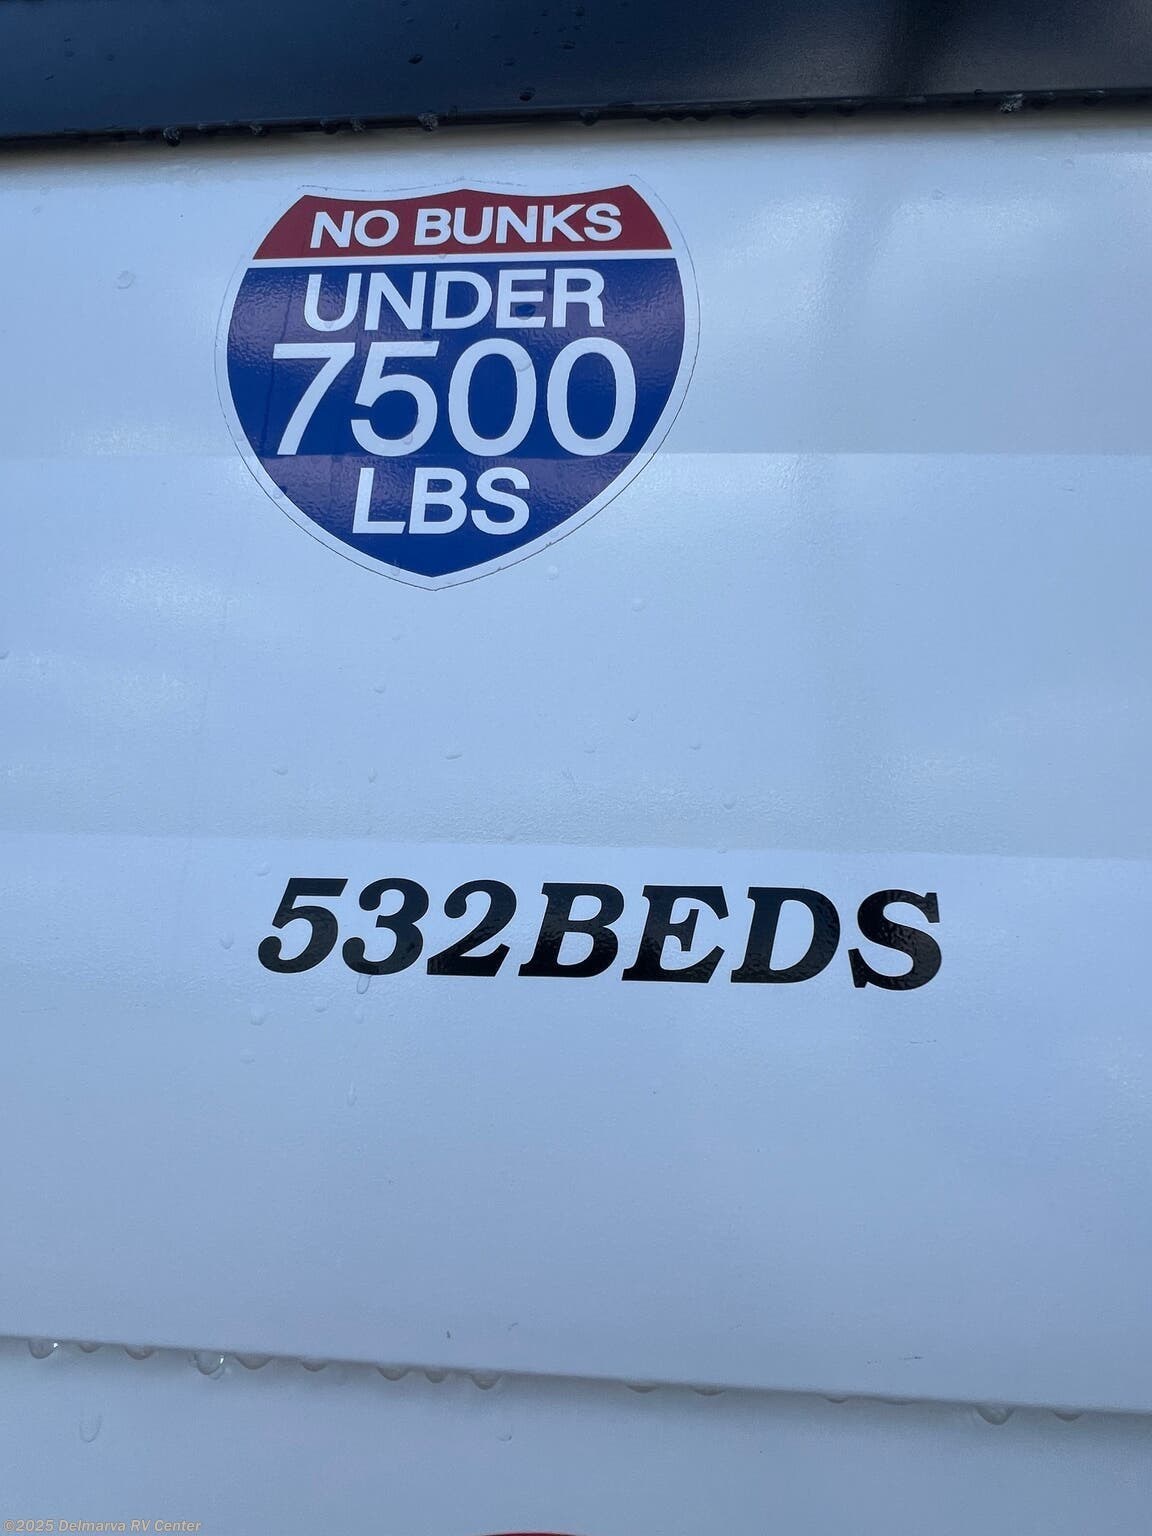 NO BUNKS
UNDER
7500
LBS
532BEDS
©2025 Delmarva RV Center